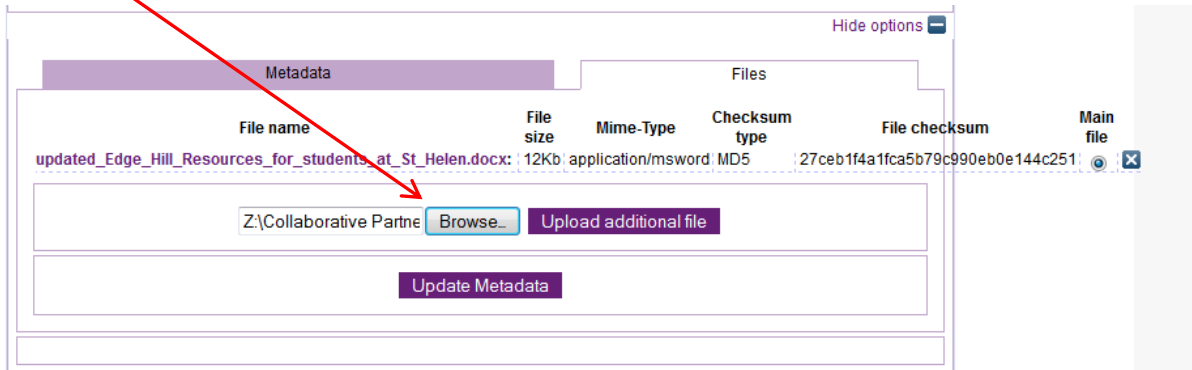 Hide options
Metadata
Files
File name File size Mime-Type Checksum type File checksum Main file
updated_Edge_Hill_Resources_for_students_at_St_Helen.docx: 12Kb application/msword MD5 27ceb1f4a1fca5b79c990eb0e144c251
Z:\Collaborative Partne Browse... Upload additional file
Update Metadata